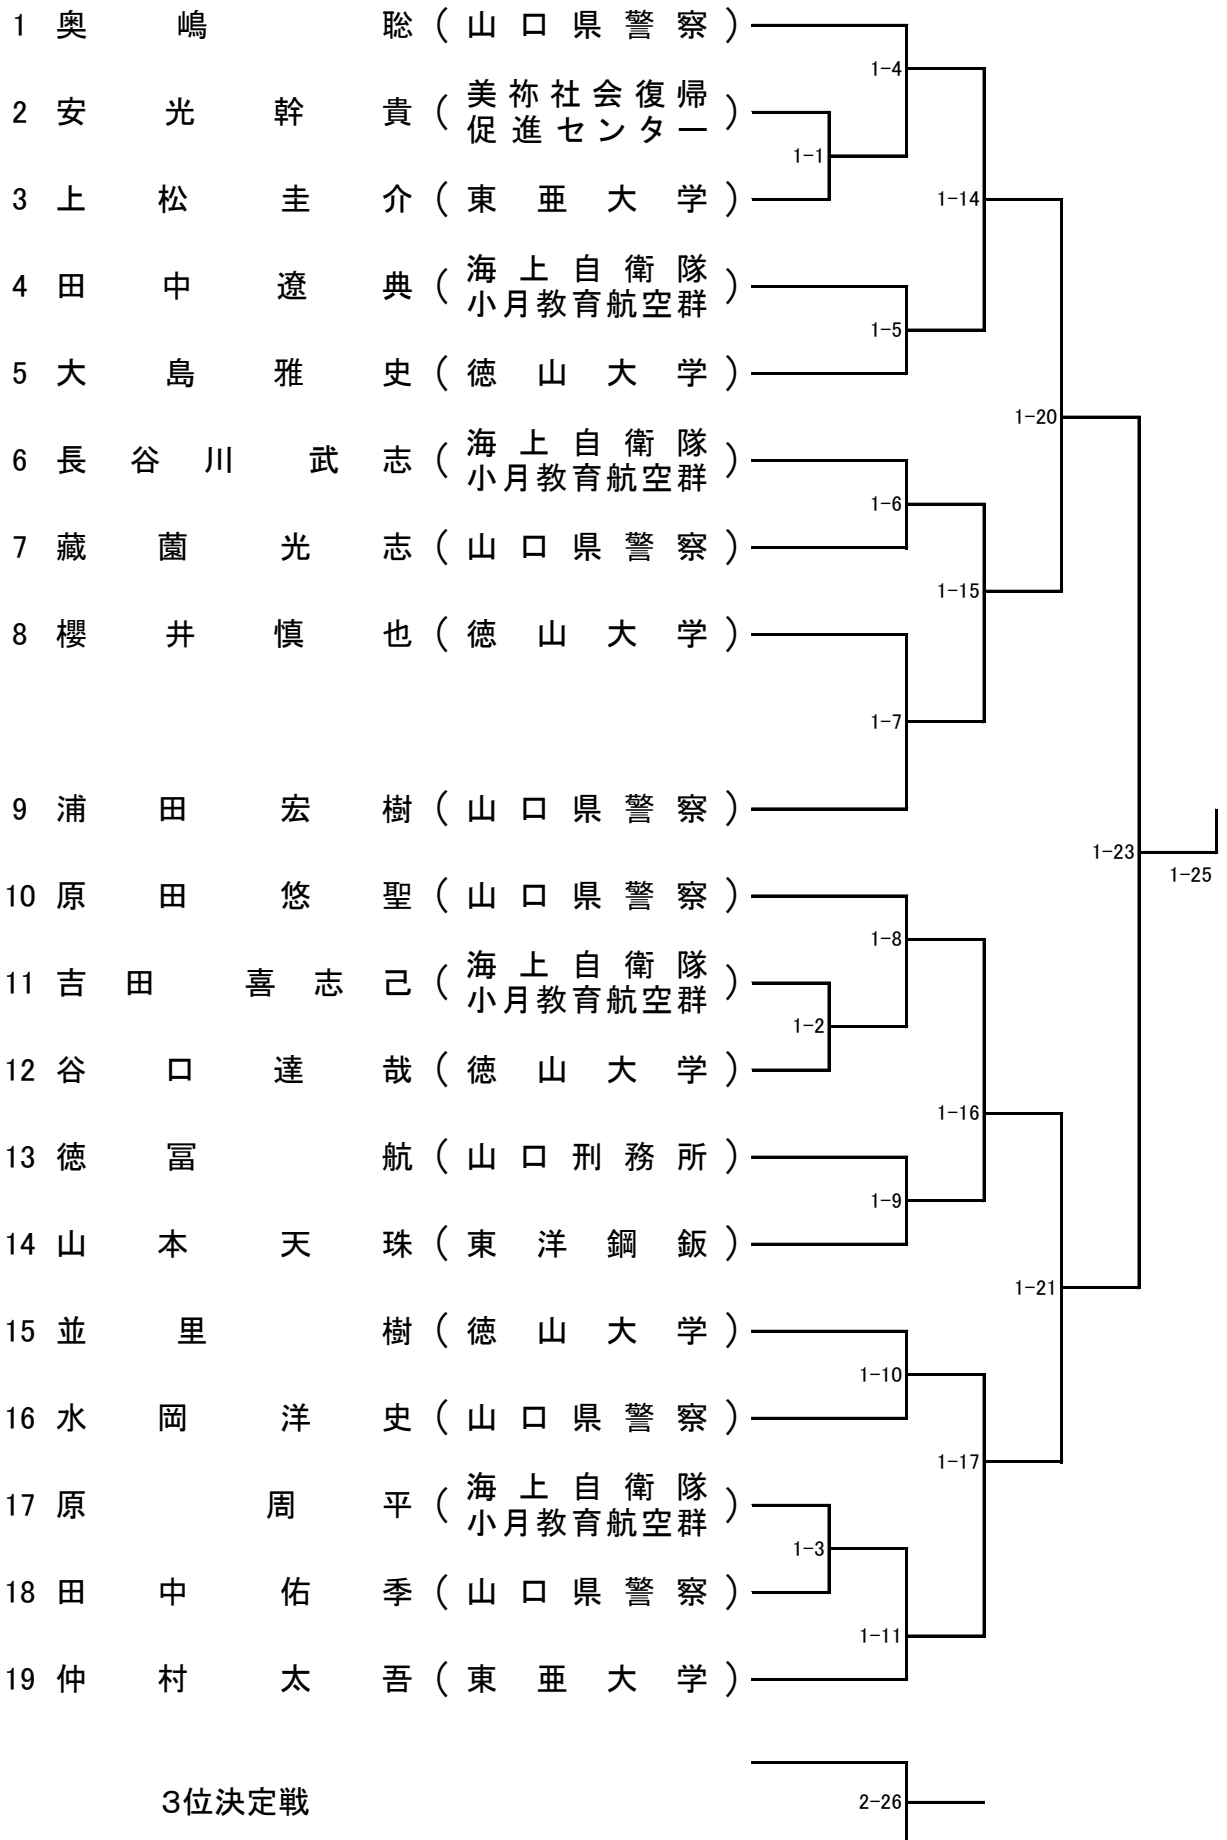 1 奥嶋聡(山口県警察)
1-4
2 安光幹貴(美祢社会復帰
促進センター)
1-1
3 上松圭介(東亜大学)
1-14
4 田中遼典(海上自衛隊
小月教育航空群)
1-5
5 大島雅史(徳山大学)
1-20
6 長谷川武志(海上自衛隊
小月教育航空群)
1-6
7 藏薗光志(山口県警察)
1-15
8 櫻井慎也(徳山大学)
1-7
9 浦田宏樹(山口県警察)
1-23
1-25
10 原田悠聖(山口県警察)
1-8
11 吉田喜志己(海上自衛隊
小月教育航空群)
1-2
12 谷口達哉(徳山大学)
1-16
13 徳冨航(山口刑務所)
1-9
14 山本天珠(東洋鋼鈑)
1-21
15 並里樹(徳山大学)
1-10
16 水岡洋史(山口県警察)
1-17
17 原周平(海上自衛隊
小月教育航空群)
1-3
18 田中佑季(山口県警察)
1-11
19 仲村太吾(東亜大学)
3位決定戦
2-26